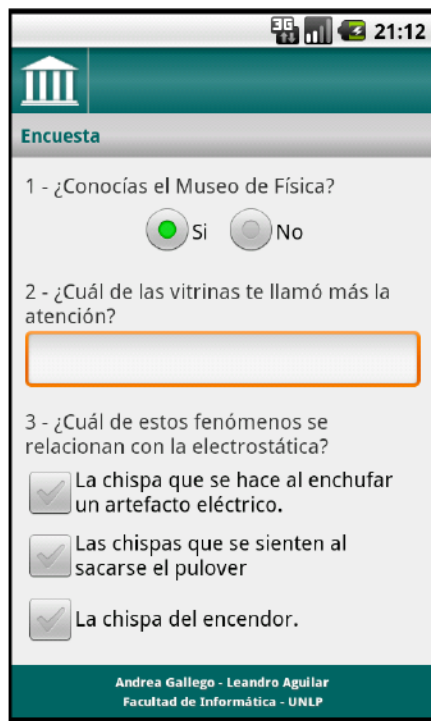 3G 21:12
Encuesta
1 - ¿Conocías el Museo de Física?
Si No
2 - ¿Cuál de las vitrinas te llamó más la
atención?
3 - ¿Cuál de estos fenómenos se
relacionan con la electrostática?
La chispa que se hace al enchufar
un artefacto eléctrico.
Las chispas que se sienten al
sacarse el pulover
La chispa del encendor.
Andrea Gallego - Leandro Aguilar
Facultad de Informática - UNLP